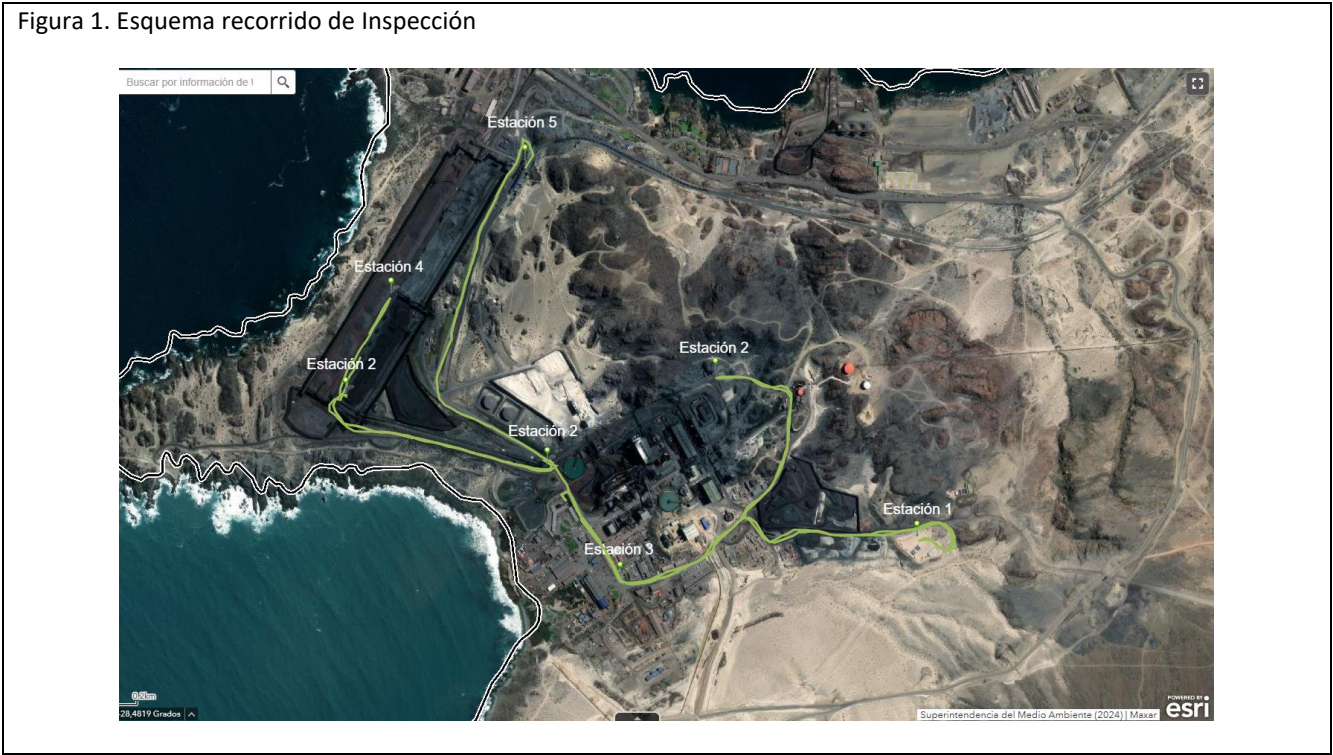 Figura 1. Esquema recorrido de Inspección
Buscar por información de l
Estación 5
Estación 4
Estación 2
Estación 2
Estación 2
Estación 1
Estación 3
0.2km
-28,4819 Grados
Superintendencia del Medio Ambiente (2024) | Maxar
POWERED BY
esri